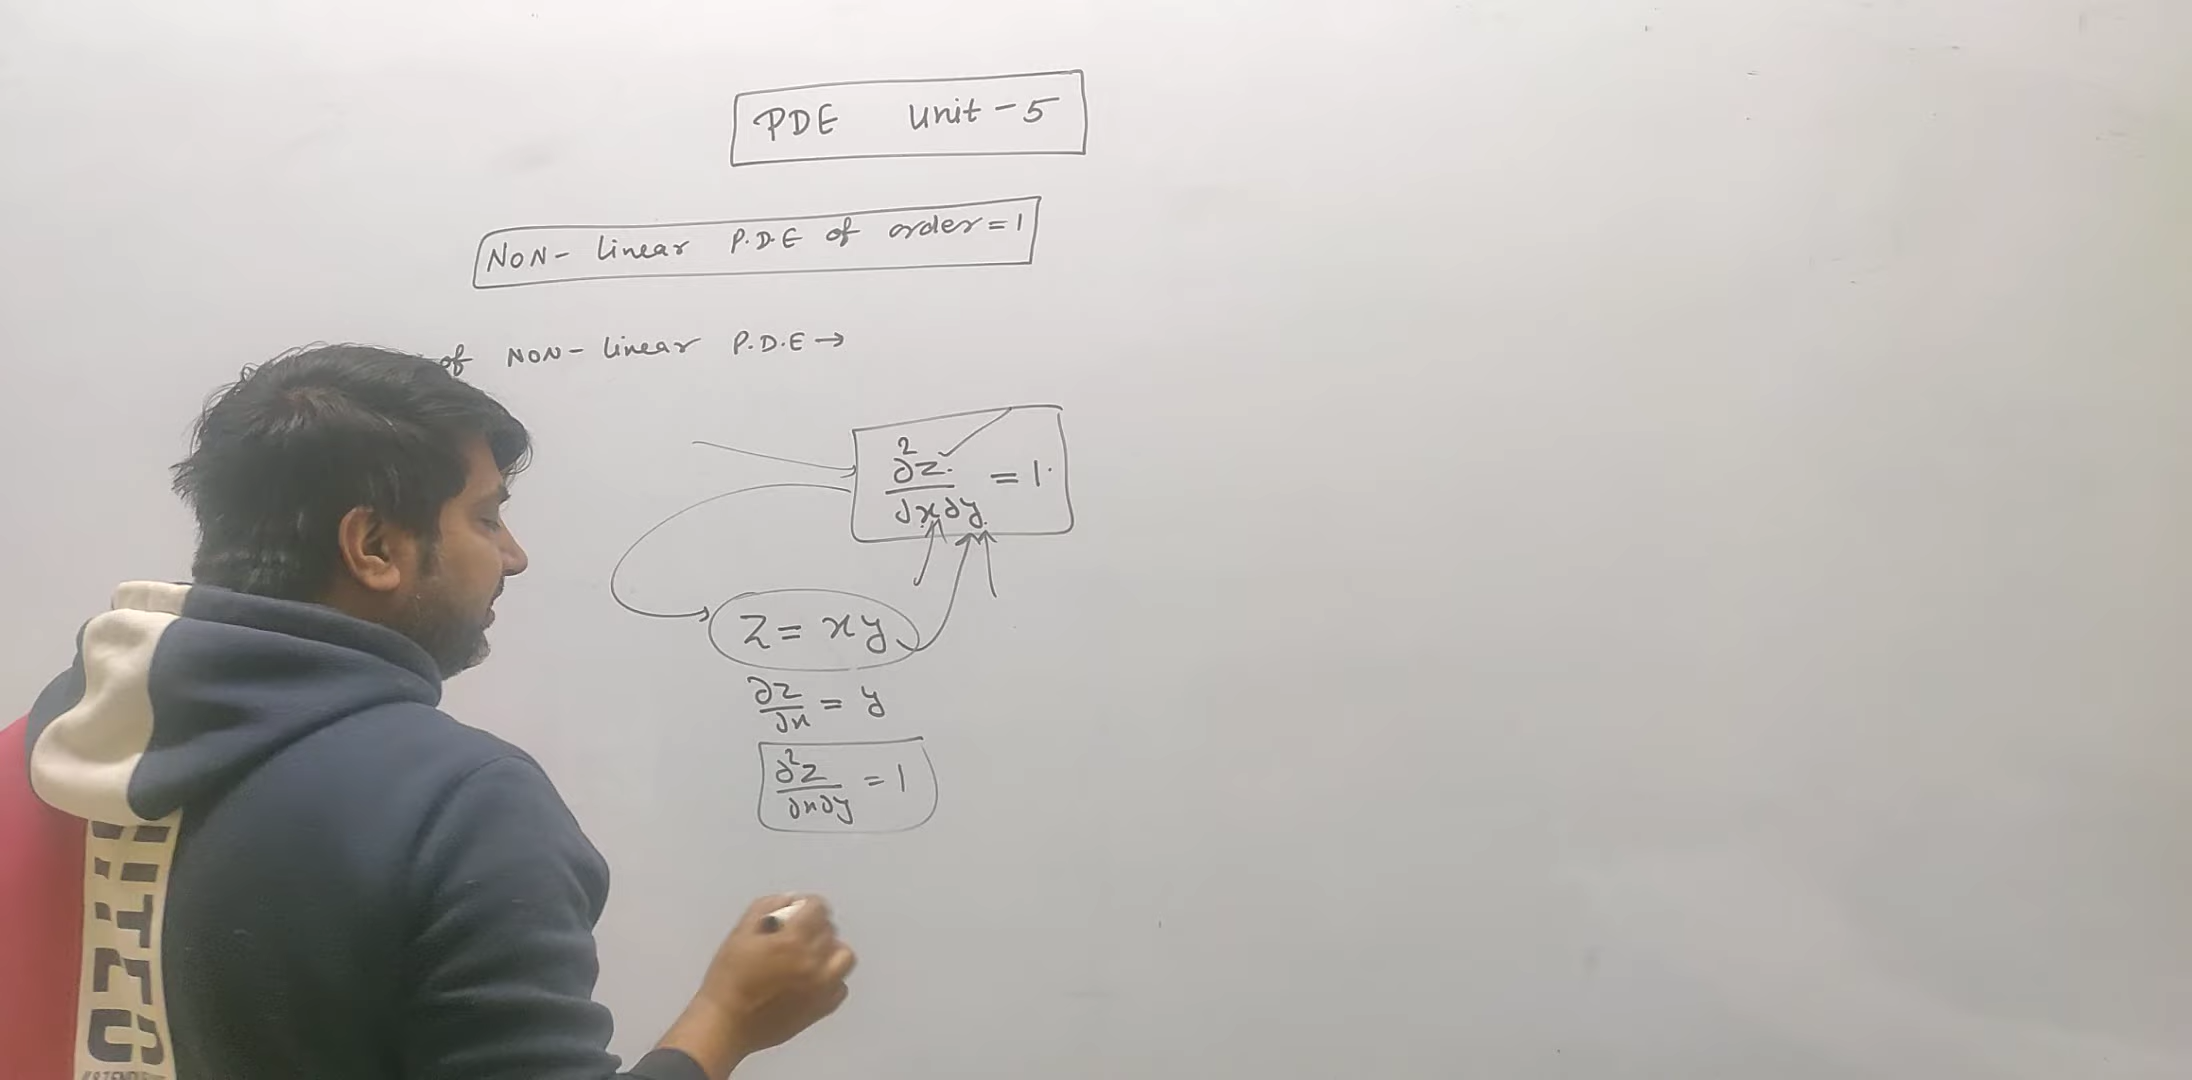 PDE unit-5
NON- linear P.D.E of order=1
of NON- linear P.D.E→
∂²z/∂x∂y = 1
z = xy
∂z/∂x = y
∂²z/∂x∂y = 1